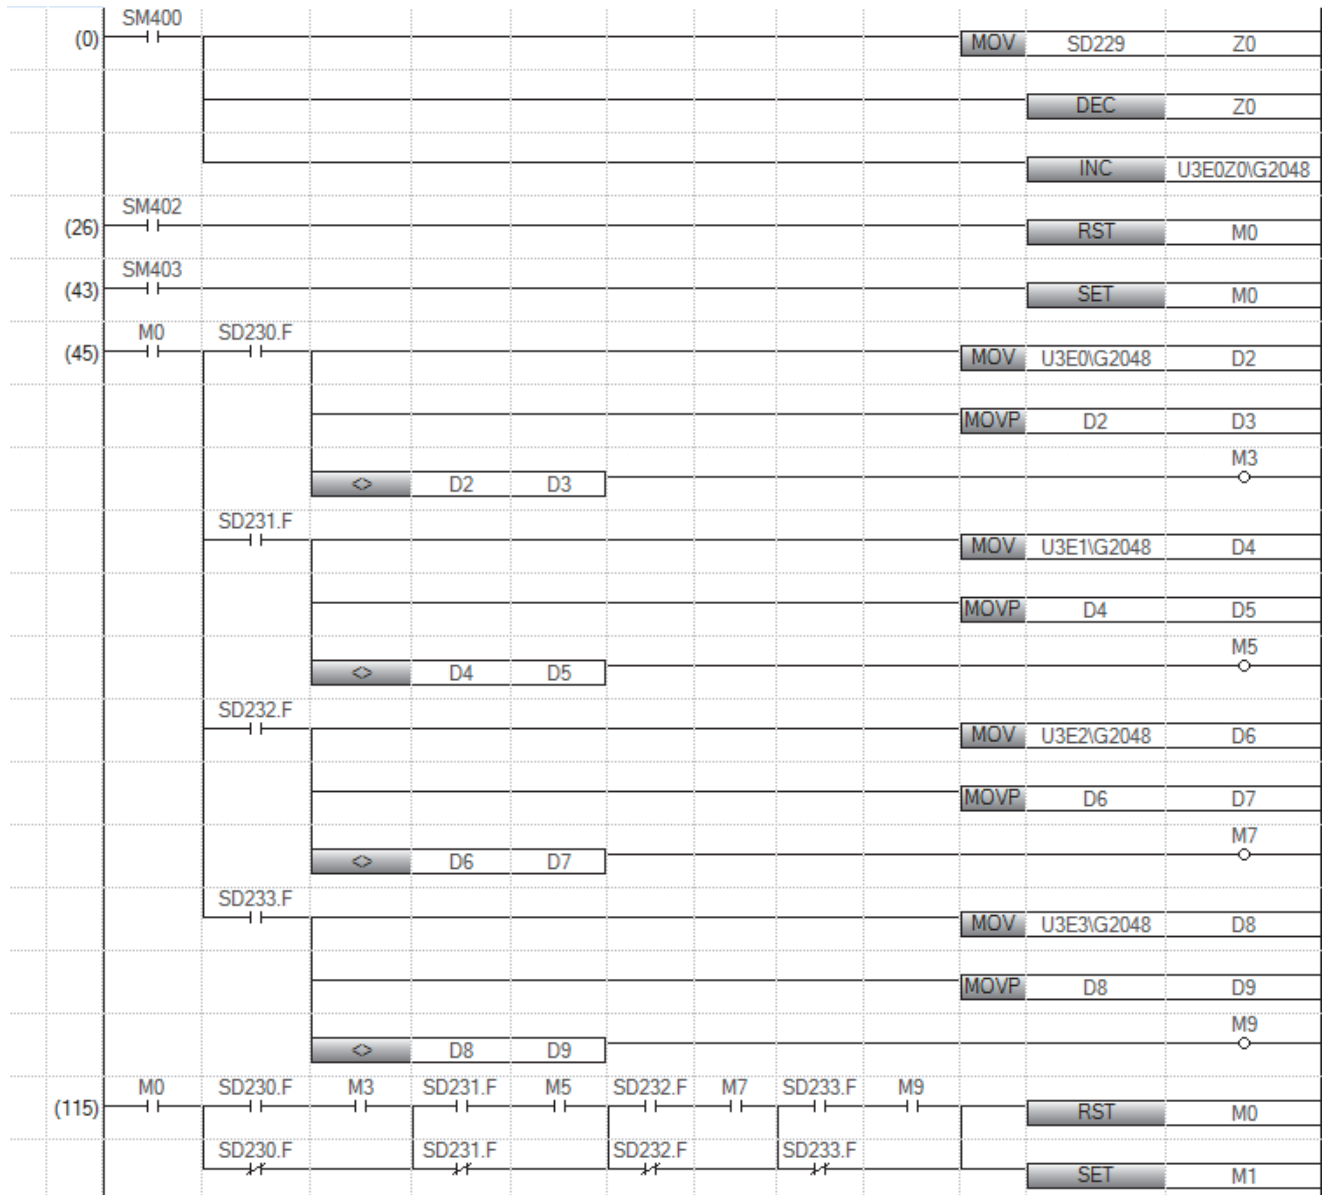 SM400
(0) MOV SD229 Z0
DEC Z0
INC U3E0Z0\G2048
SM402
(26) RST M0
SM403
(43) SET M0
M0 SD230.F
(45) MOV U3E0\G2048 D2
MOVP D2 D3
M3
<> D2 D3
SD231.F
MOV U3E1\G2048 D4
MOVP D4 D5
M5
<> D4 D5
SD232.F
MOV U3E2\G2048 D6
MOVP D6 D7
M7
<> D6 D7
SD233.F
MOV U3E3\G2048 D8
MOVP D8 D9
M9
<> D8 D9
M0 SD230.F M3 SD231.F M5 SD232.F M7 SD233.F M9
(115) RST M0
SD230.F SD231.F SD232.F SD233.F
SET M1